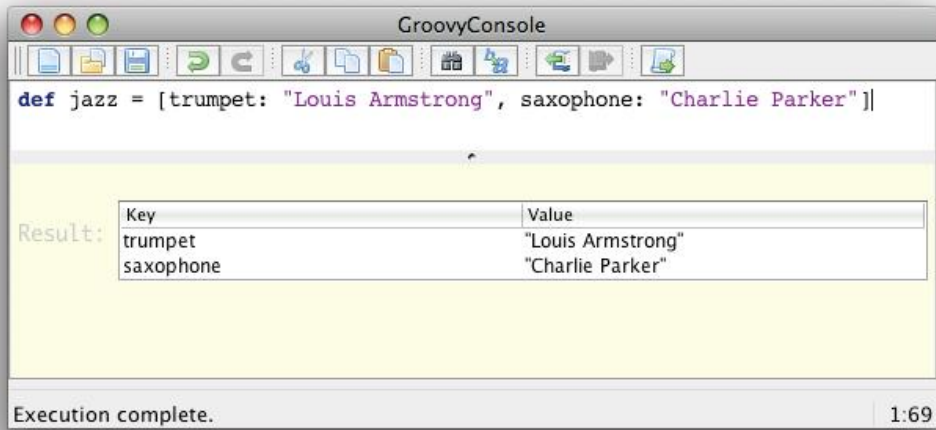 GroovyConsole
def jazz = [trumpet: "Louis Armstrong", saxophone: "Charlie Parker"]
Result:
Key Value
trumpet "Louis Armstrong"
saxophone "Charlie Parker"
Execution complete. 1:69